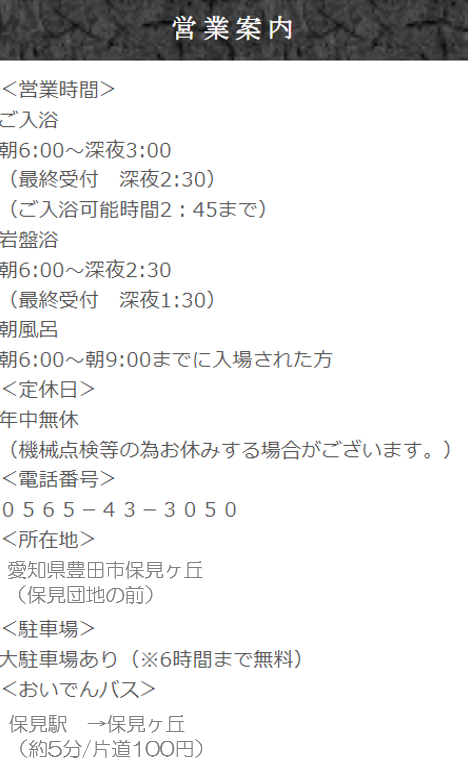 営業案内
＜営業時間＞
ご入浴
朝6:00～深夜3:00
（最終受付　深夜2:30）
（ご入浴可能時間2：45まで）
岩盤浴
朝6:00～深夜2:30
（最終受付　深夜1:30）
朝風呂
朝6:00～朝9:00までに入場された方
＜定休日＞
年中無休
（機械点検等の為お休みする場合がございます。）
＜電話番号＞
０５６５－４３－３０５０
＜所在地＞
愛知県豊田市保見ヶ丘
（保見団地の前）
＜駐車場＞
大駐車場あり（※6時間まで無料）
＜おいでんバス＞
保見駅　→保見ヶ丘
（約5分/片道100円）